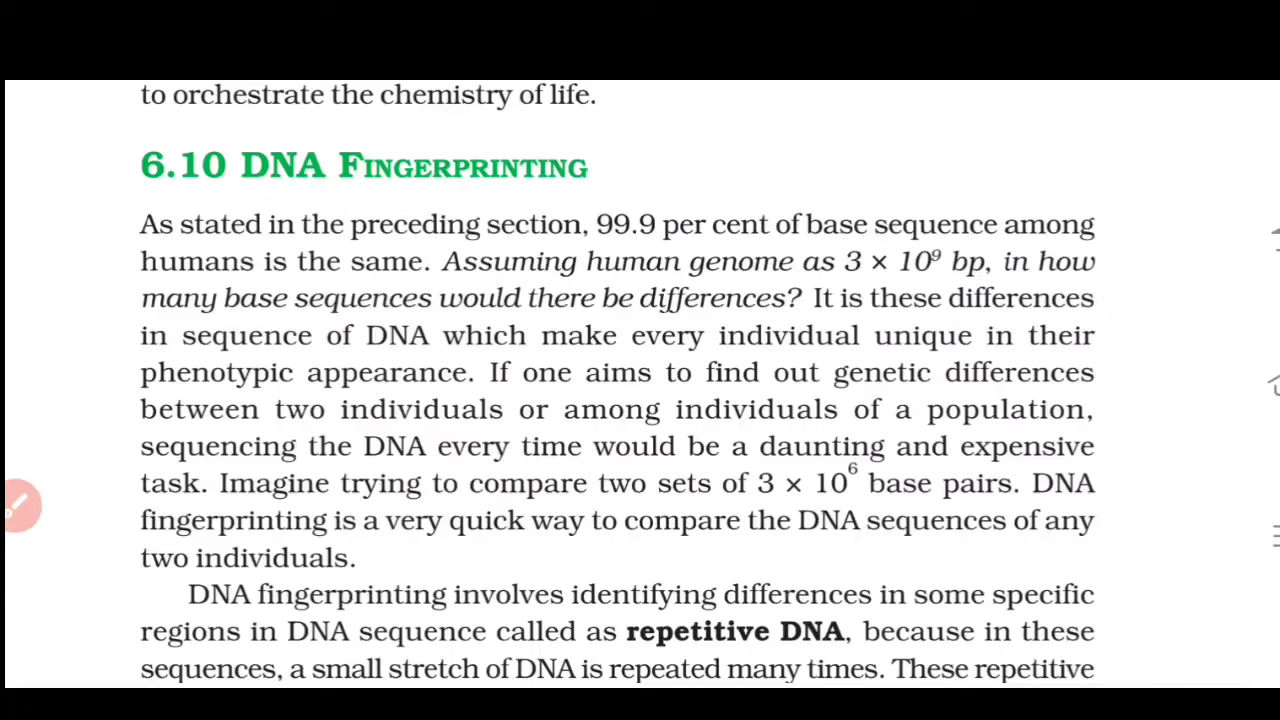 to orchestrate the chemistry of life.
6.10 DNA FINGERPRINTING
As stated in the preceding section, 99.9 per cent of base sequence among
humans is the same. Assuming human genome as 3 × 10⁹ bp, in how
many base sequences would there be differences? It is these differences
in sequence of DNA which make every individual unique in their
phenotypic appearance. If one aims to find out genetic differences
between two individuals or among individuals of a population,
sequencing the DNA every time would be a daunting and expensive
task. Imagine trying to compare two sets of 3 × 10⁶ base pairs. DNA
fingerprinting is a very quick way to compare the DNA sequences of any
two individuals.
DNA fingerprinting involves identifying differences in some specific
regions in DNA sequence called as repetitive DNA, because in these
sequences, a small stretch of DNA is repeated many times. These repetitive